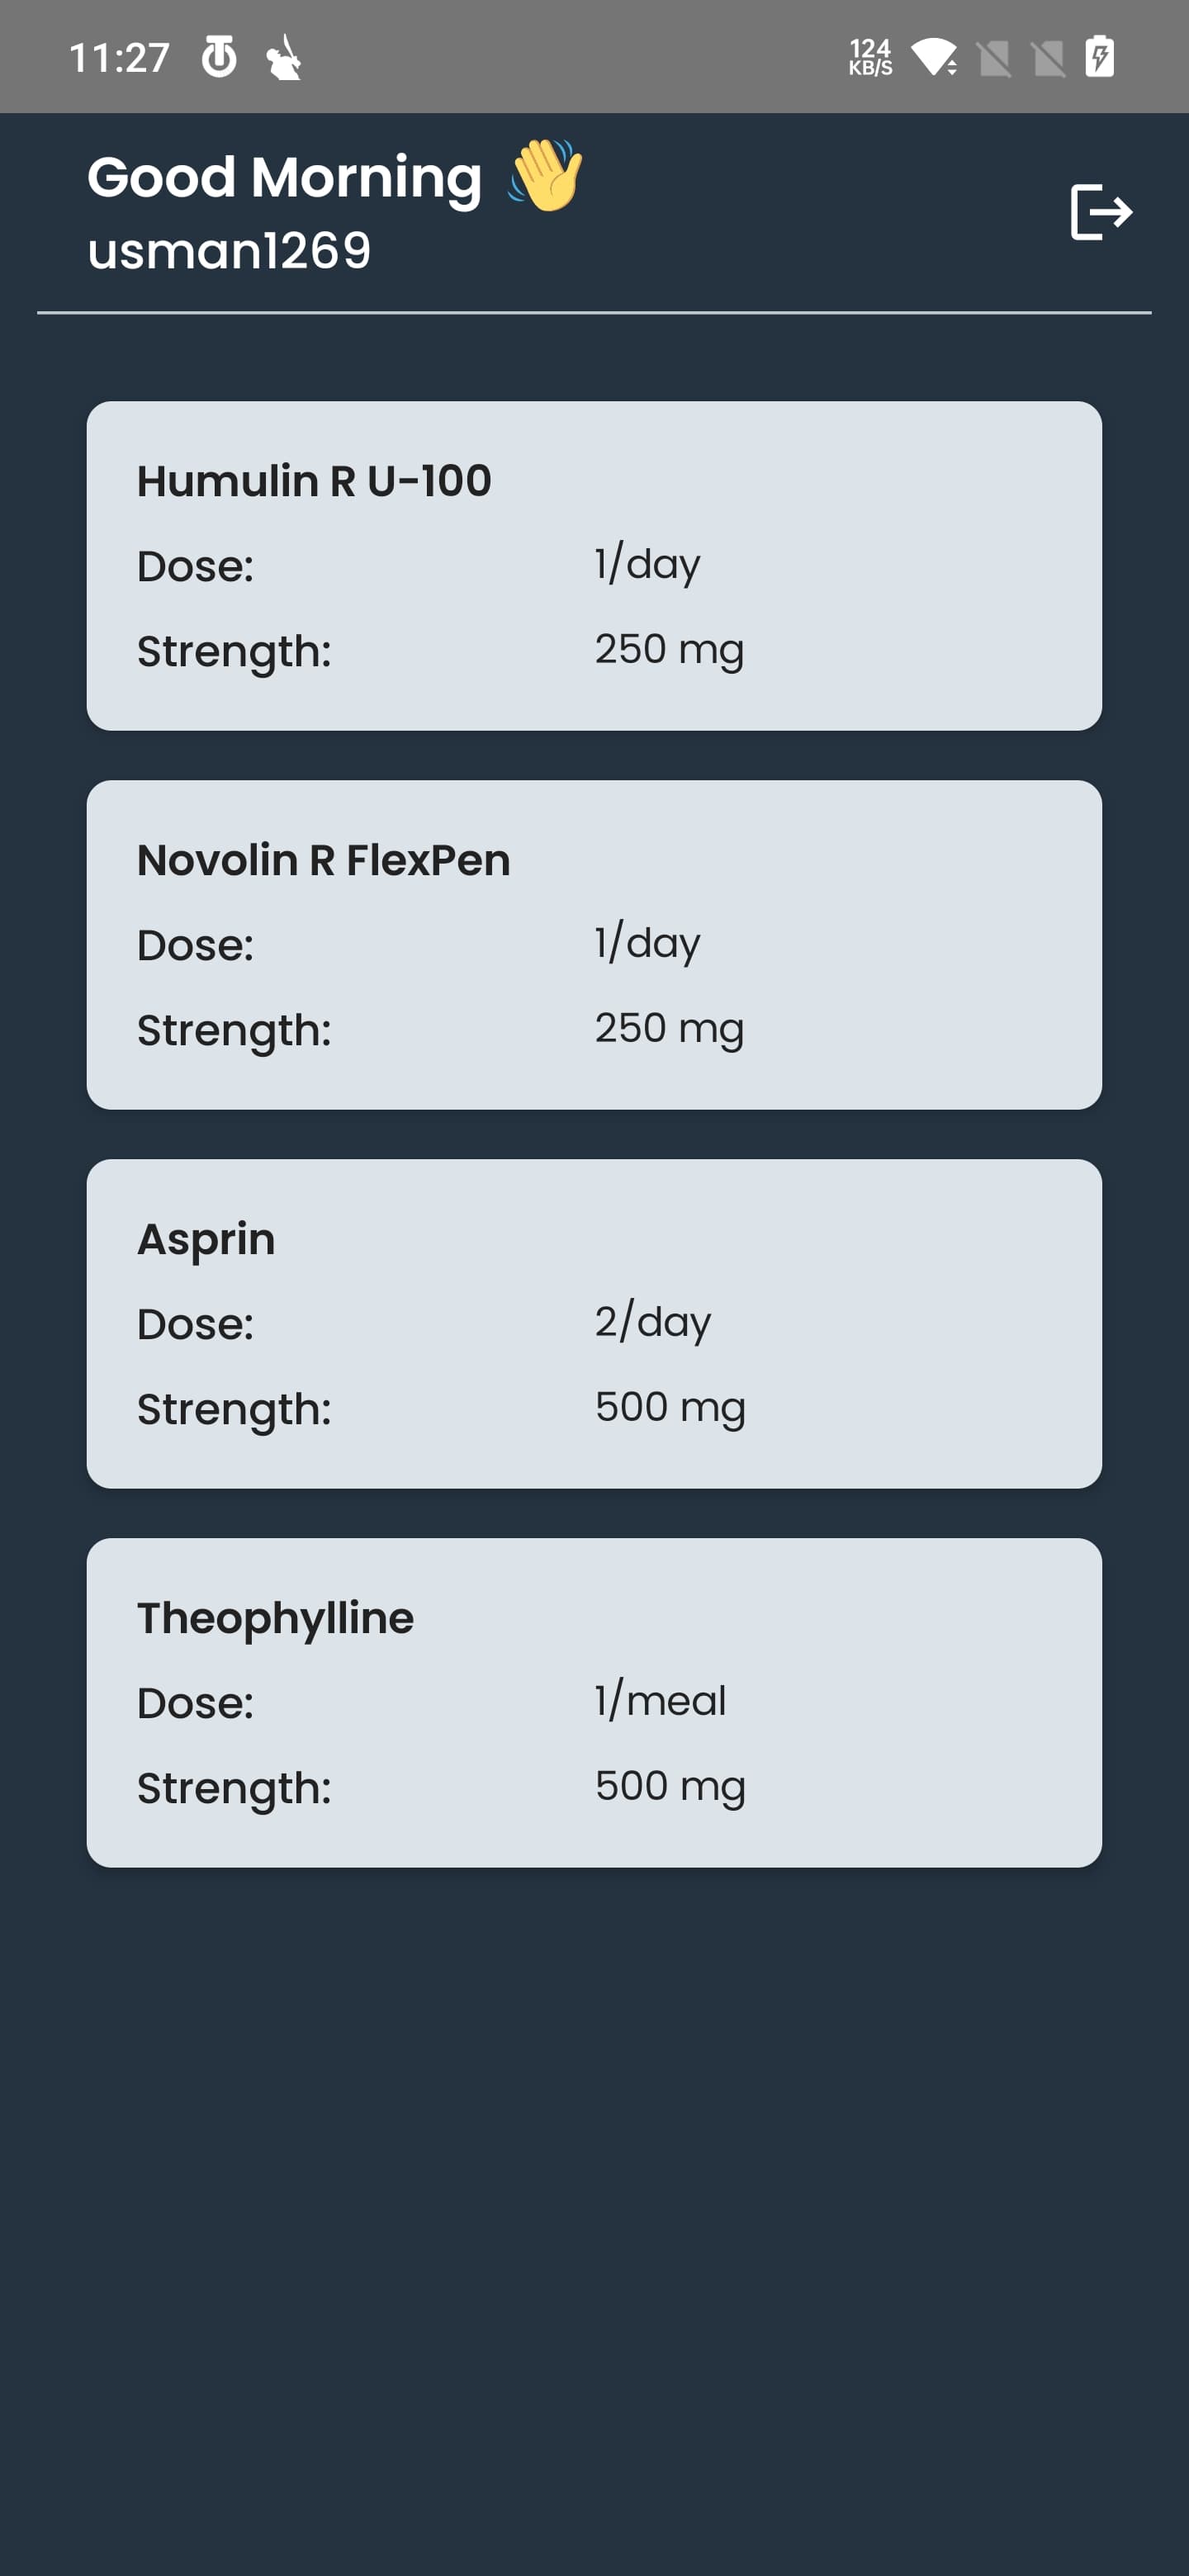 11:27
124
KB/S
Good Morning 👋
usman1269
Humulin R U-100
Dose: 1/day
Strength: 250 mg
Novolin R FlexPen
Dose: 1/day
Strength: 250 mg
Asprin
Dose: 2/day
Strength: 500 mg
Theophylline
Dose: 1/meal
Strength: 500 mg